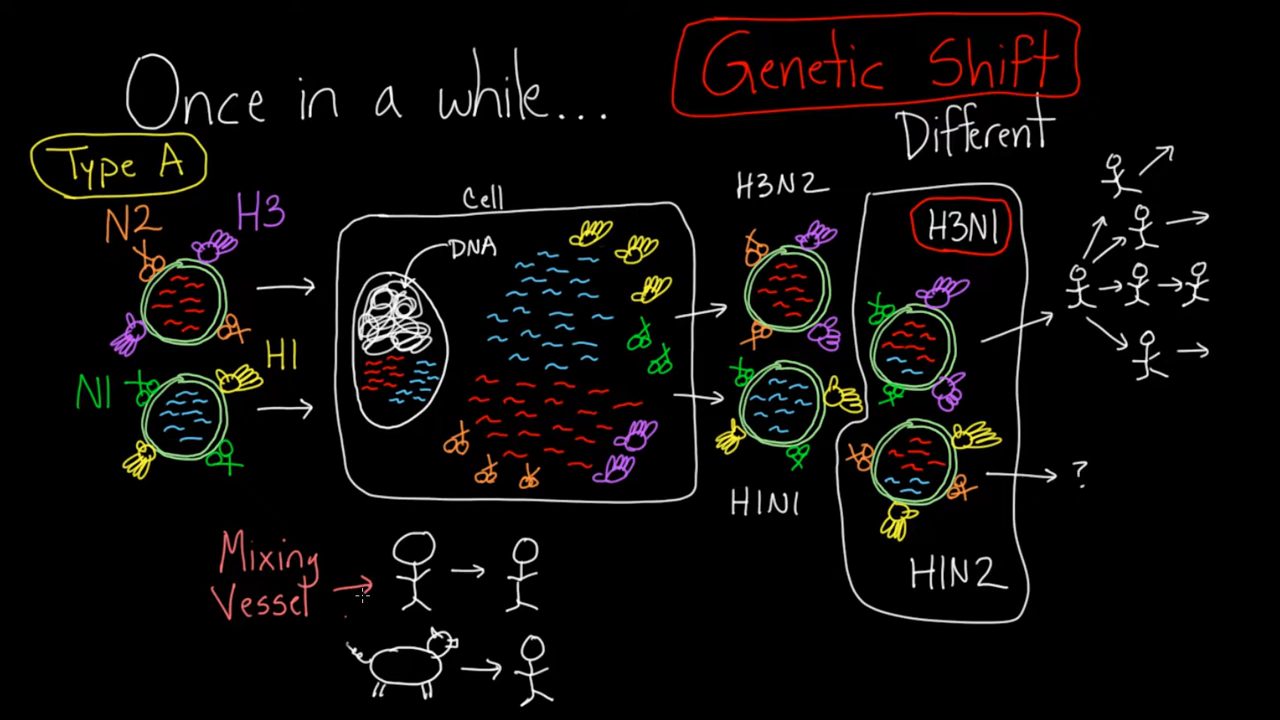 Once in a while...
Genetic Shift
Different
Type A
N2
H3
N1
H1
Cell
DNA
H3N2
H1N1
H3N1
H1N2
?
Mixing
Vessel